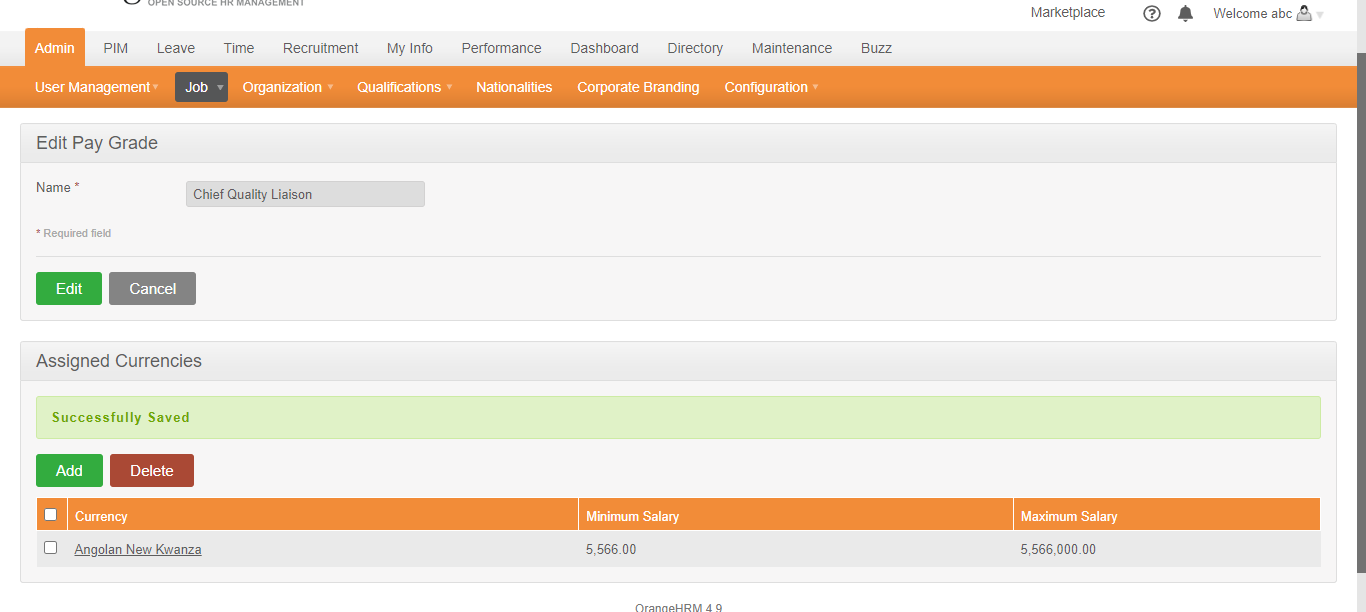 OPEN SOURCE HR MANAGEMENT
Marketplace
Welcome abc
Admin PIM Leave Time Recruitment My Info Performance Dashboard Directory Maintenance Buzz
User Management Job Organization Qualifications Nationalities Corporate Branding Configuration
Edit Pay Grade
Name * Chief Quality Liaison
* Required field
Edit Cancel
Assigned Currencies
Successfully Saved
Add Delete
Currency Minimum Salary Maximum Salary
Angolan New Kwanza 5,566.00 5,566,000.00
OrangeHRM 4.9